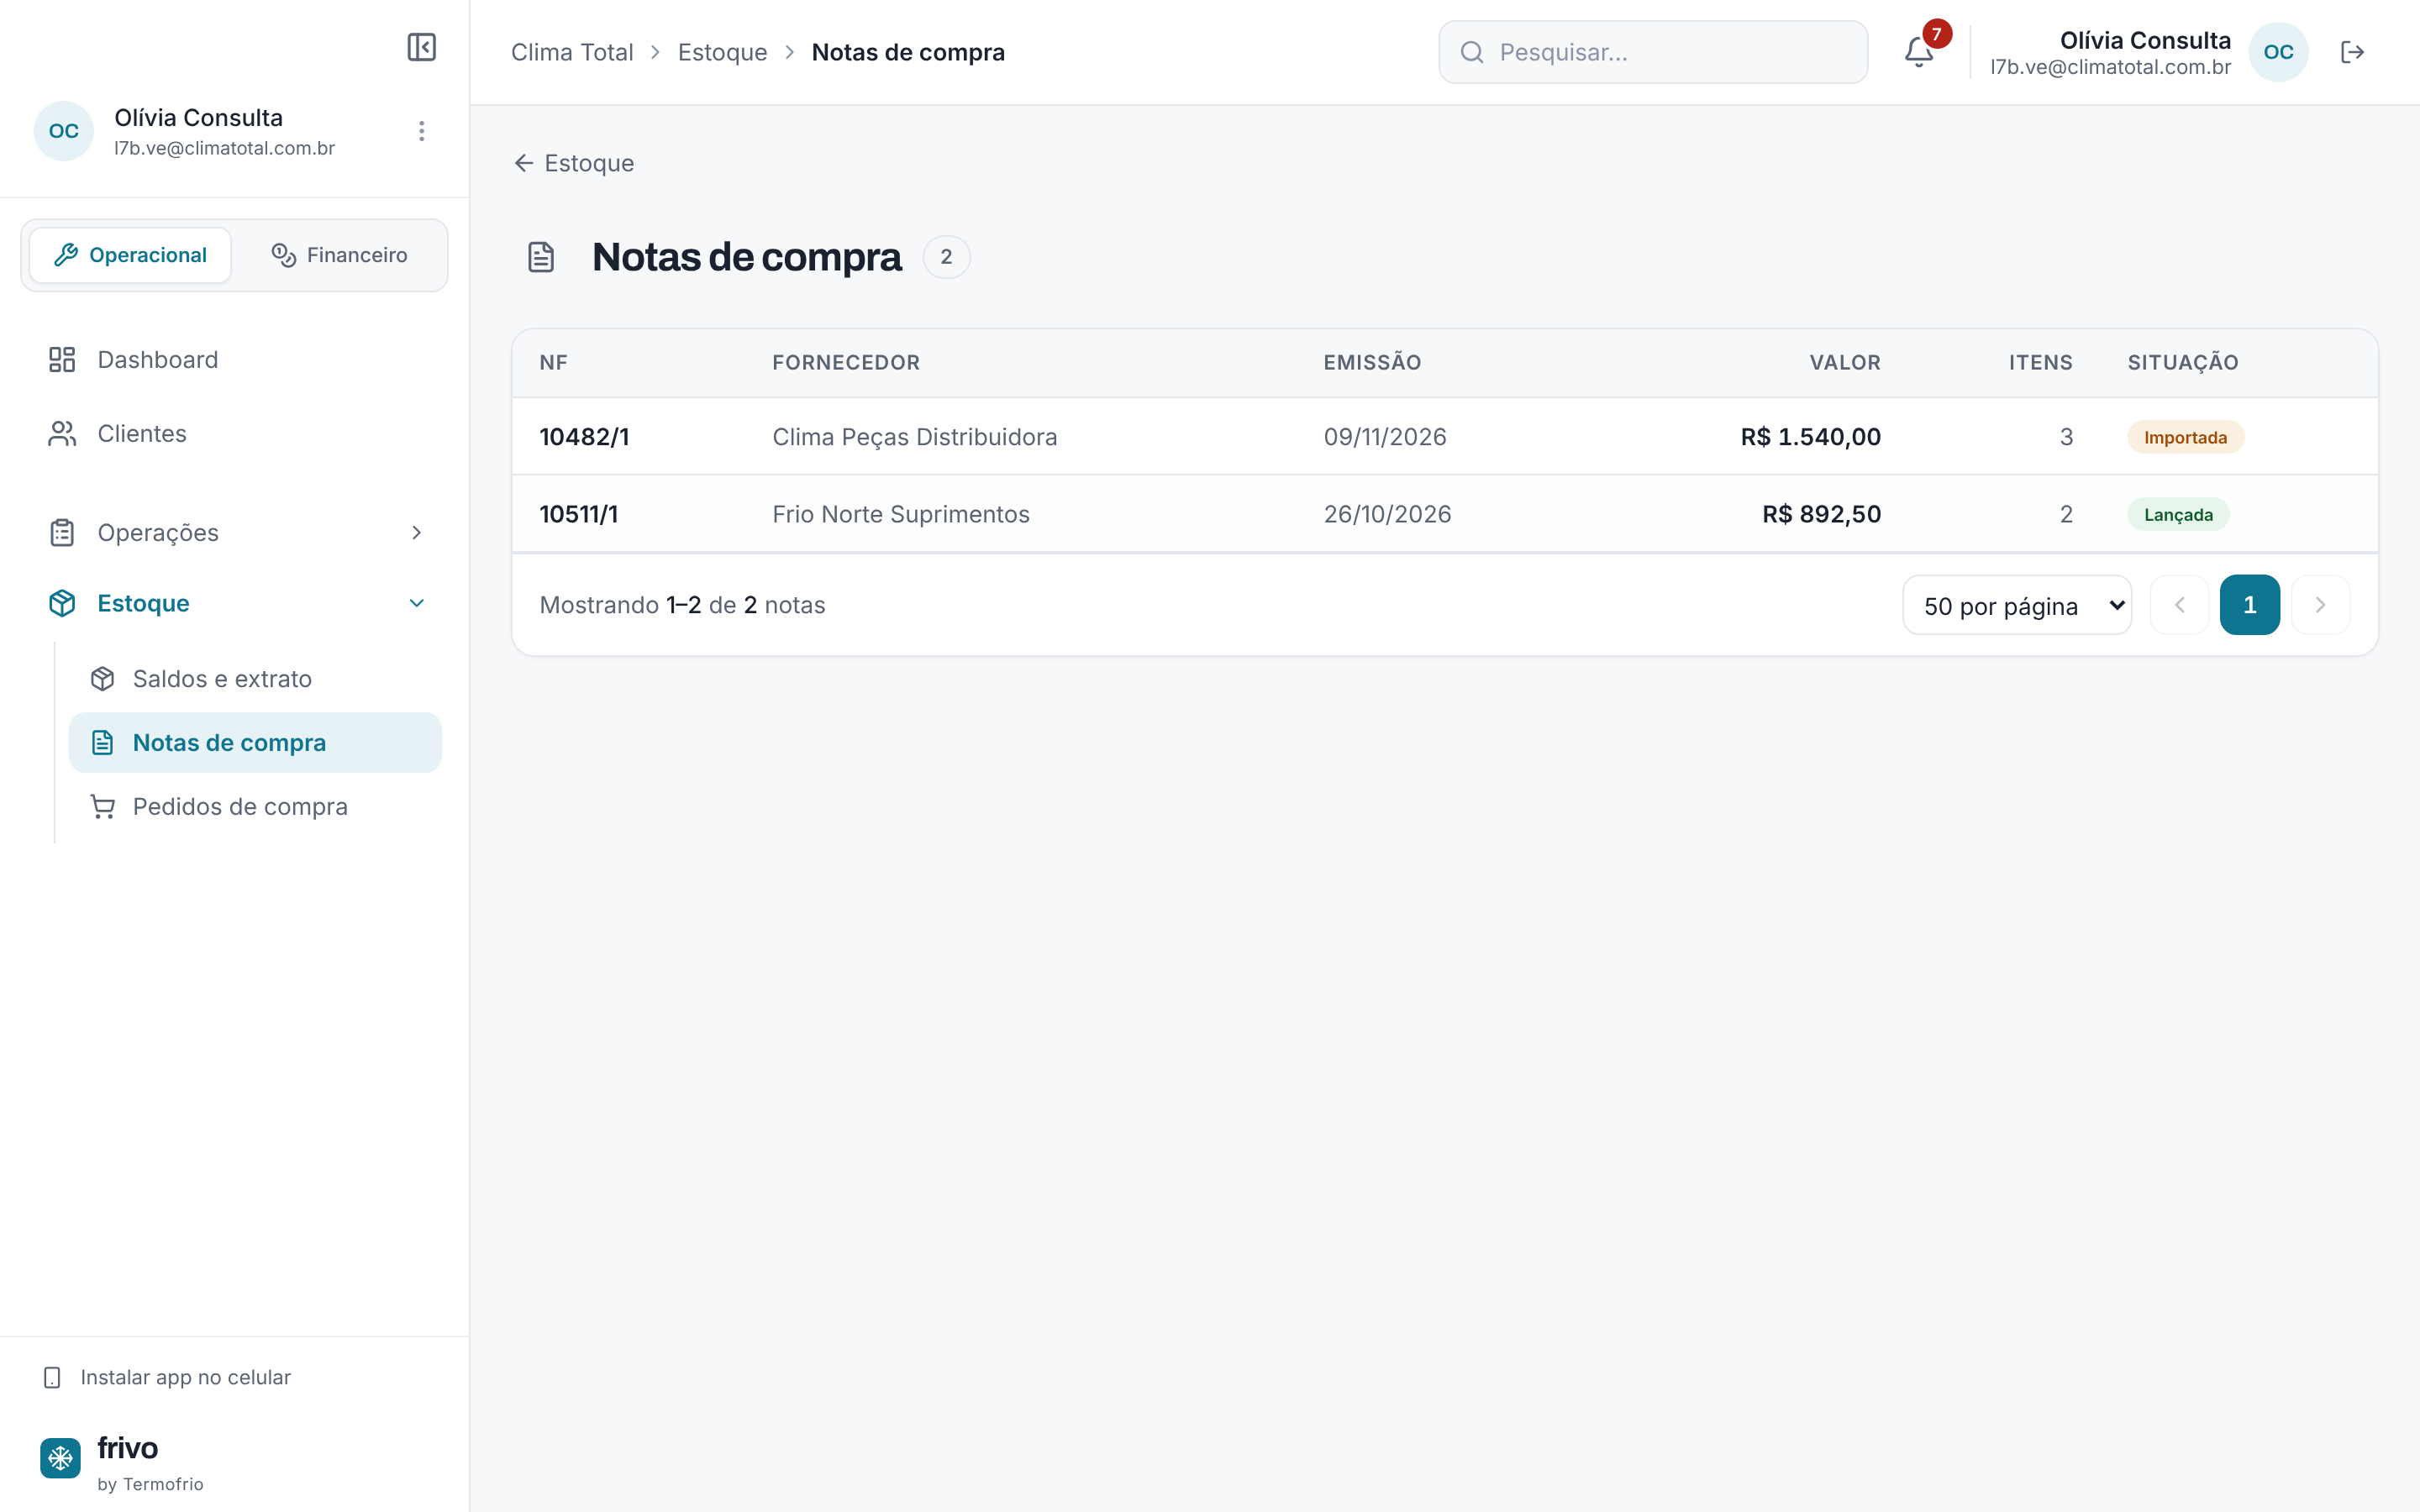 Olívia Consulta
OC
l7b.ve@climatotal.com.br
Operacional
Financeiro
Dashboard
Clientes
Operações
Estoque
Saldos e extrato
Notas de compra
Pedidos de compra
Instalar app no celular
frivo
by Termofrio
Clima Total > Estoque > Notas de compra
Pesquisar...
7
Olívia Consulta
l7b.ve@climatotal.com.br
OC
Estoque
Notas de compra 2
NF FORNECEDOR EMISSÃO VALOR ITENS SITUAÇÃO
10482/1 Clima Peças Distribuidora 09/11/2026 R$ 1.540,00 3 Importada
10511/1 Frio Norte Suprimentos 26/10/2026 R$ 892,50 2 Lançada
Mostrando 1–2 de 2 notas 50 por página 1